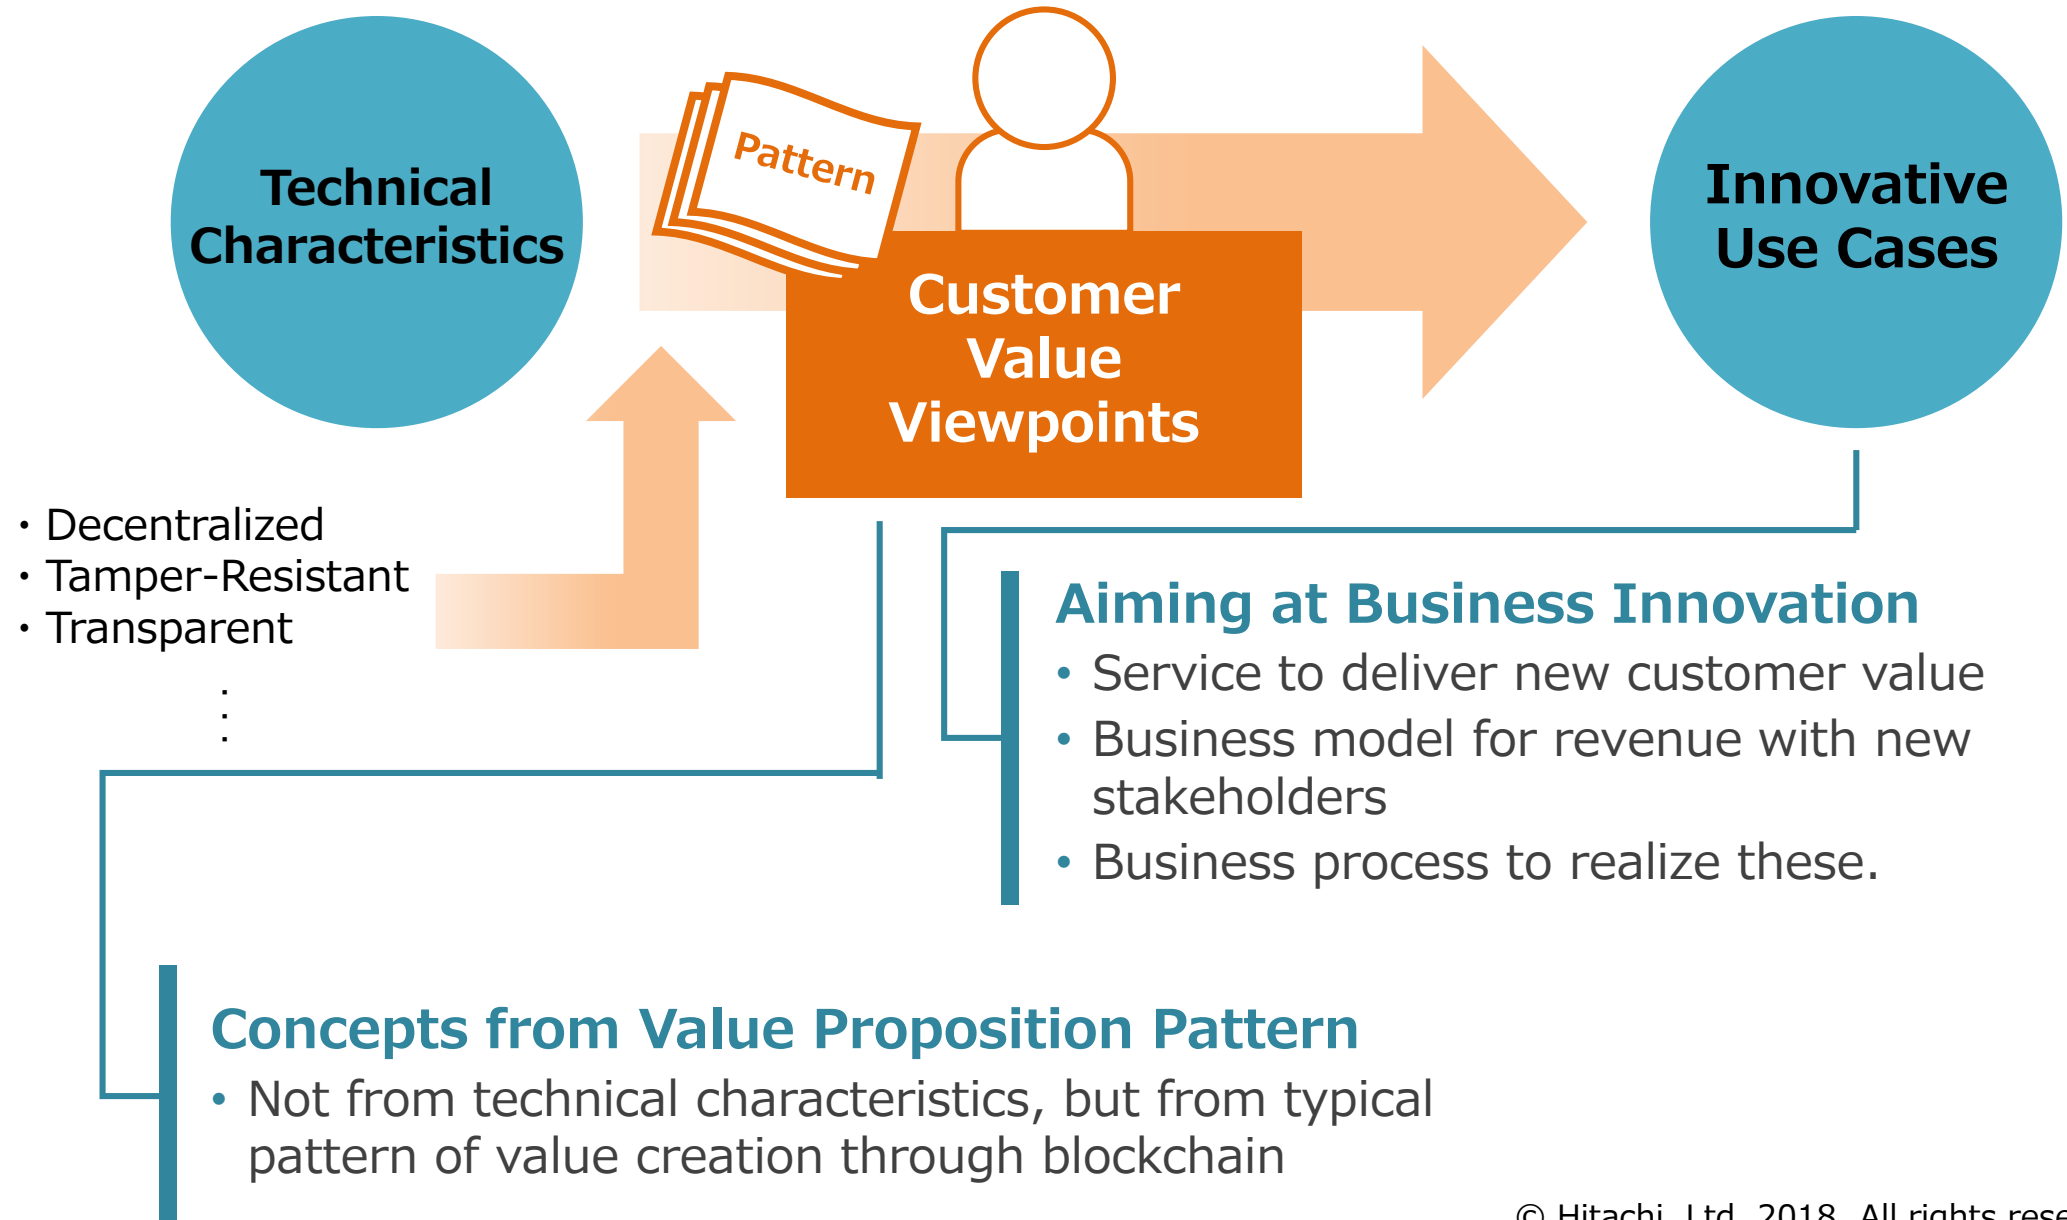 Technical
Characteristics
Pattern
Customer
Value
Viewpoints
Innovative
Use Cases
・Decentralized
・Tamper-Resistant
・Transparent
Aiming at Business Innovation
• Service to deliver new customer value
• Business model for revenue with new
stakeholders
• Business process to realize these.
Concepts from Value Proposition Pattern
• Not from technical characteristics, but from typical
pattern of value creation through blockchain
© Hitachi, Ltd. 2018. All rights rese